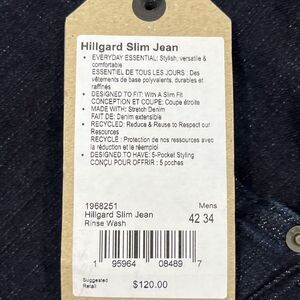 Hillgard Slim Jean
• EVERYDAY ESSENTIAL: Stylish, versatile &
comfortable
ESSENTIEL DE TOUS LES JOURS : Des
vêtements de base polyvalents, durables et
raffinés
• DESIGNED TO FIT: With A Slim Fit
CONCEPTION ET COUPE: Coupe étroite
• MADE WITH: Stretch Denim
FAIT DE: Denim extensible
• RECYCLED: Reduce & Reuse to Respect our
Resources
RECYCLÉ : Protection de nos ressources avec
la réduction et le réemploi
• DESIGNED TO HAVE: 5-Pocket Styling
CONÇU POUR OFFRIR : 5 poches
1968251 Mens
Hillgard Slim Jean 42 34
Rinse Wash
1 95964 08489 7
Suggested
Retail $120.00